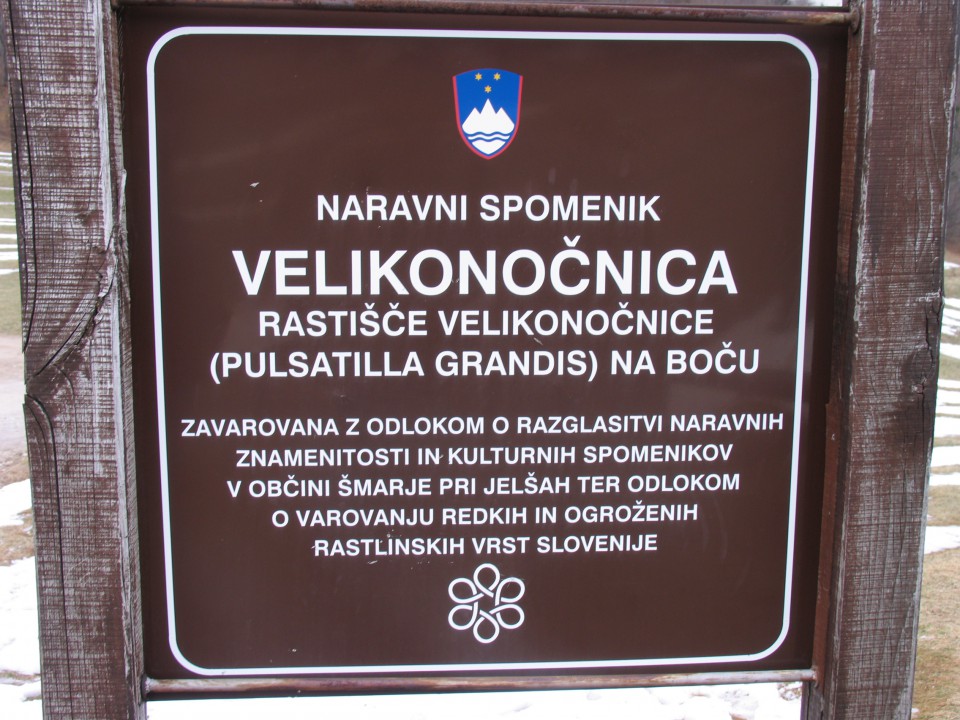 NARAVNI SPOMENIK
VELIKONOČNICA
RASTIŠČE VELIKONOČNICE
(PULSATILLA GRANDIS) NA BOČU
ZAVAROVANA Z ODLOKOM O RAZGLASITVI NARAVNIH
ZNAMENITOSTI IN KULTURNIH SPOMENIKOV
V OBČINI ŠMARJE PRI JELŠAH TER ODLOKOM
O VAROVANJU REDKIH IN OGROŽENIH
RASTLINSKIH VRST SLOVENIJE